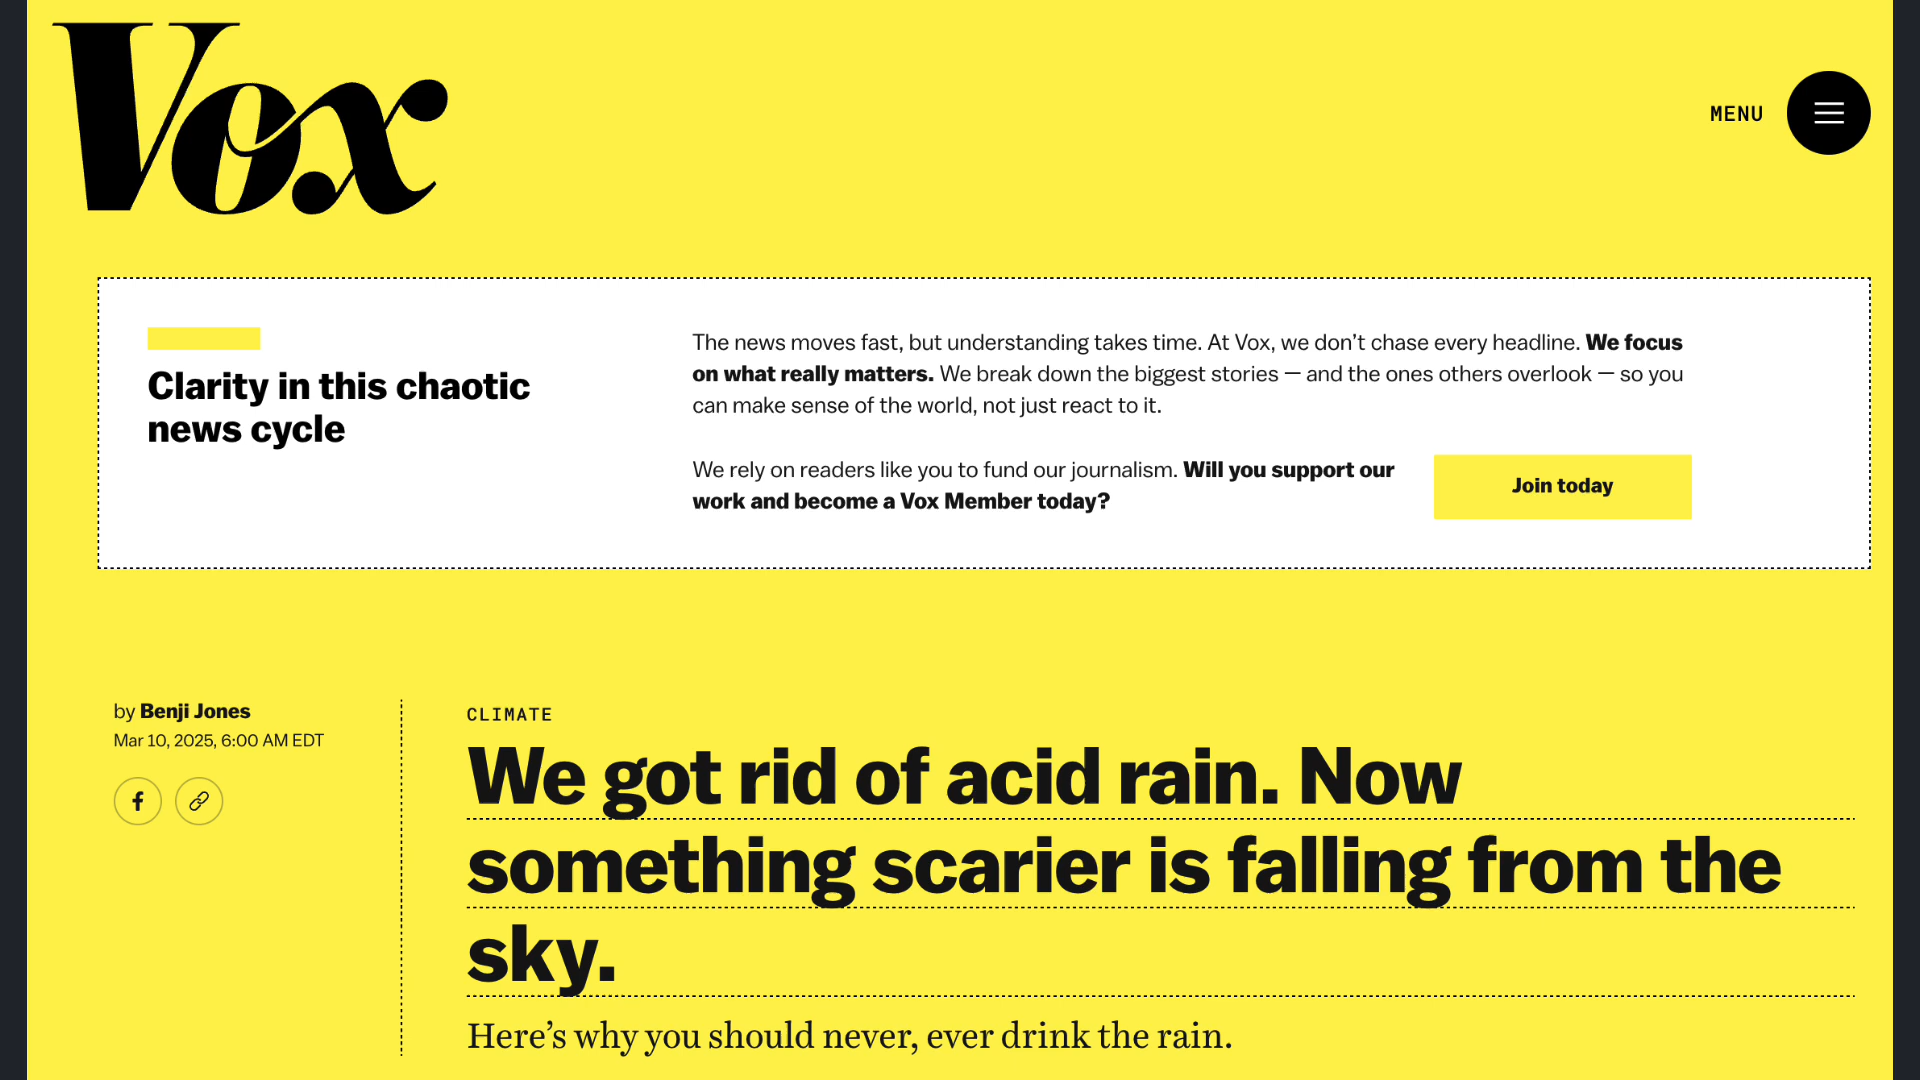 Vox
MENU
Clarity in this chaotic
news cycle
The news moves fast, but understanding takes time. At Vox, we don’t chase every headline. We focus
on what really matters. We break down the biggest stories — and the ones others overlook — so you
can make sense of the world, not just react to it.
We rely on readers like you to fund our journalism. Will you support our
work and become a Vox Member today?
Join today
by Benji Jones
Mar 10, 2025, 6:00 AM EDT
CLIMATE
We got rid of acid rain. Now
something scarier is falling from the
sky.
Here’s why you should never, ever drink the rain.